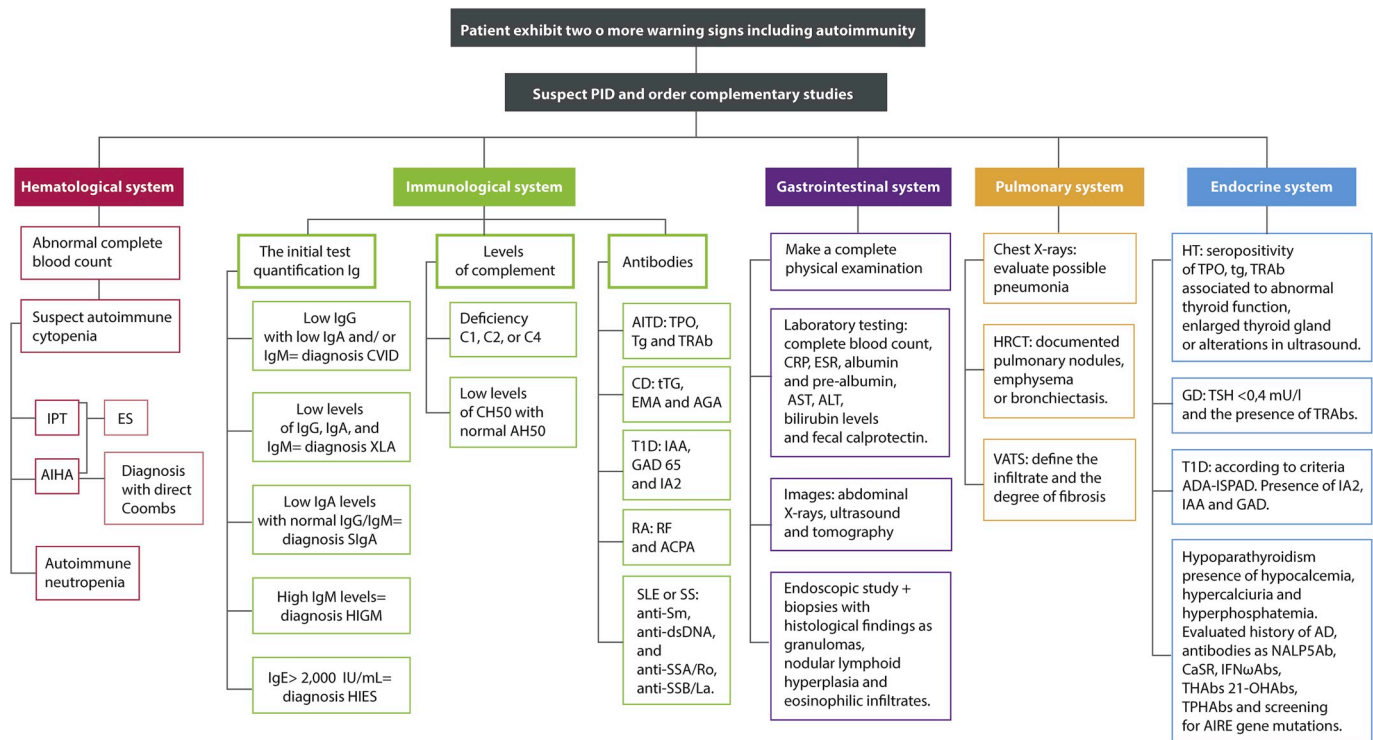 Patient exhibit two o more warning signs including autoimmunity
Suspect PID and order complementary studies
Hematological system
Abnormal complete
blood count
Suspect autoimmune
cytopenia
IPT
ES
AIHA
Diagnosis
with direct
Coombs
Autoimmune
neutropenia
Immunological system
The initial test
quantification Ig
Low IgG
with low IgA and/ or
IgM= diagnosis CVID
Low levels
of IgG, IgA, and
IgM= diagnosis XLA
Low IgA levels
with normal IgG/IgM=
diagnosis SIgA
High IgM levels=
diagnosis HIGM
IgE> 2,000 IU/mL=
diagnosis HIES
Levels
of complement
Deficiency
C1, C2, or C4
Low levels
of CH50 with
normal AH50
Antibodies
AITD: TPO,
Tg and TRAb
CD: tTG,
EMA and AGA
T1D: IAA,
GAD 65
and IA2
RA: RF
and ACPA
SLE or SS:
anti-Sm,
anti-dsDNA,
and
anti-SSA/Ro,
anti-SSB/La.
Gastrointestinal system
Make a complete
physical examination
Laboratory testing:
complete blood count,
CRP, ESR, albumin
and pre-albumin,
AST, ALT,
bilirubin levels
and fecal calprotectin.
Images: abdominal
X-rays, ultrasound
and tomography
Endoscopic study +
biopsies with
histological findings as
granulomas,
nodular lymphoid
hyperplasia and
eosinophilic infiltrates.
Pulmonary system
Chest X-rays:
evaluate possible
pneumonia
HRCT: documented
pulmonary nodules,
emphysema
or bronchiectasis.
VATS: define the
infiltrate and the
degree of fibrosis
Endocrine system
HT: seropositivity
of TPO, tg, TRAb
associated to abnormal
thyroid function,
enlarged thyroid gland
or alterations in ultrasound.
GD: TSH <0,4 mU/l
and the presence of TRAbs.
T1D: according to criteria
ADA-ISPAD. Presence of IA2,
IAA and GAD.
Hypoparathyroidism
presence of hypocalcemia,
hypercalciuria and
hyperphosphatemia.
Evaluated history of AD,
antibodies as NALP5Ab,
CaSR, IFNωAbs,
THAbs 21-OHAbs,
TPHAbs and screening
for AIRE gene mutations.